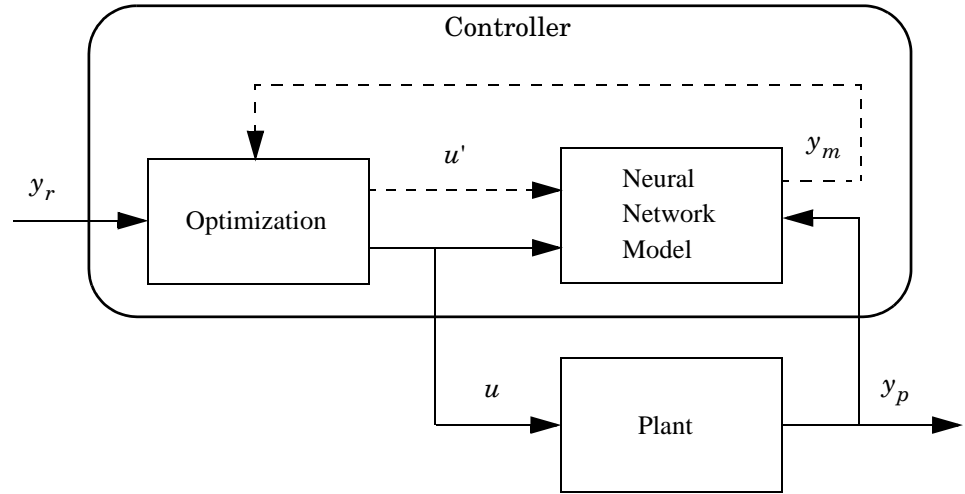 Controller
u'
y_m
y_r
Optimization
Neural
Network
Model
u
y_p
Plant